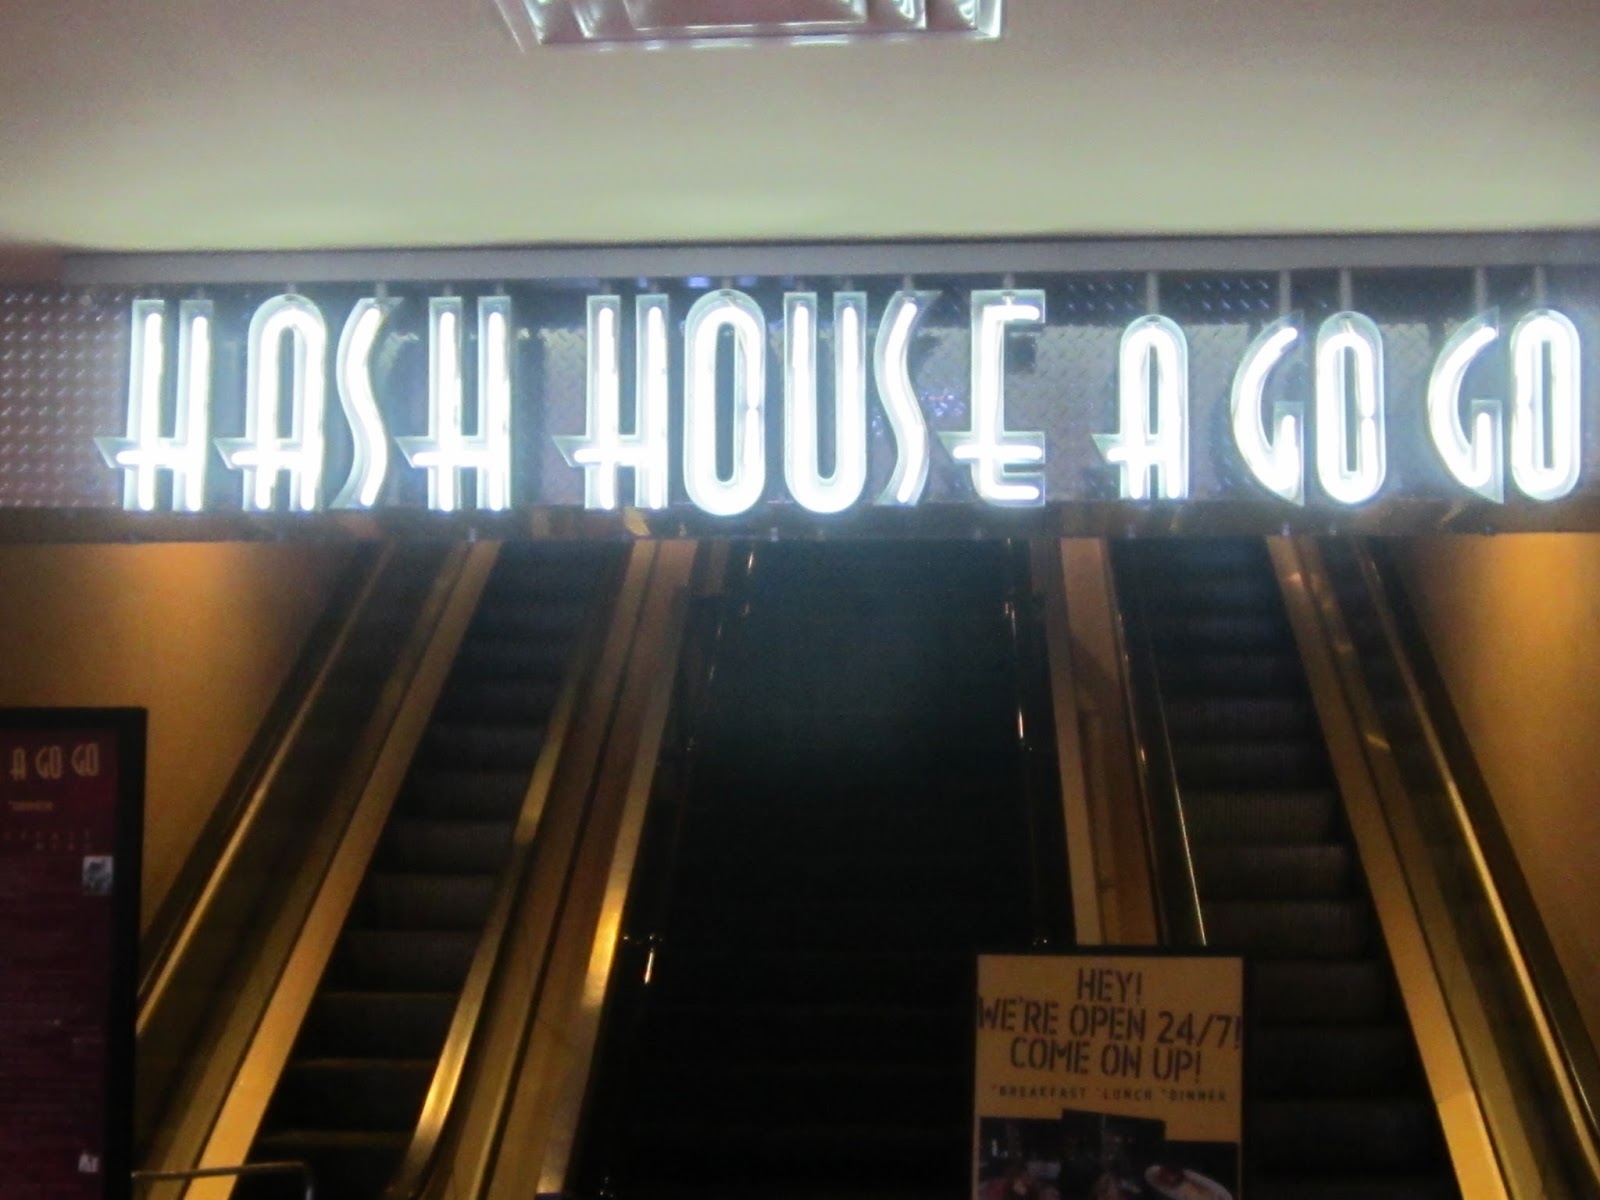 HASH HOUSE A GO GO
A GO GO
HEY!
WE'RE OPEN 24/7!
COME ON UP!
*BREAKFAST *LUNCH *DINNER